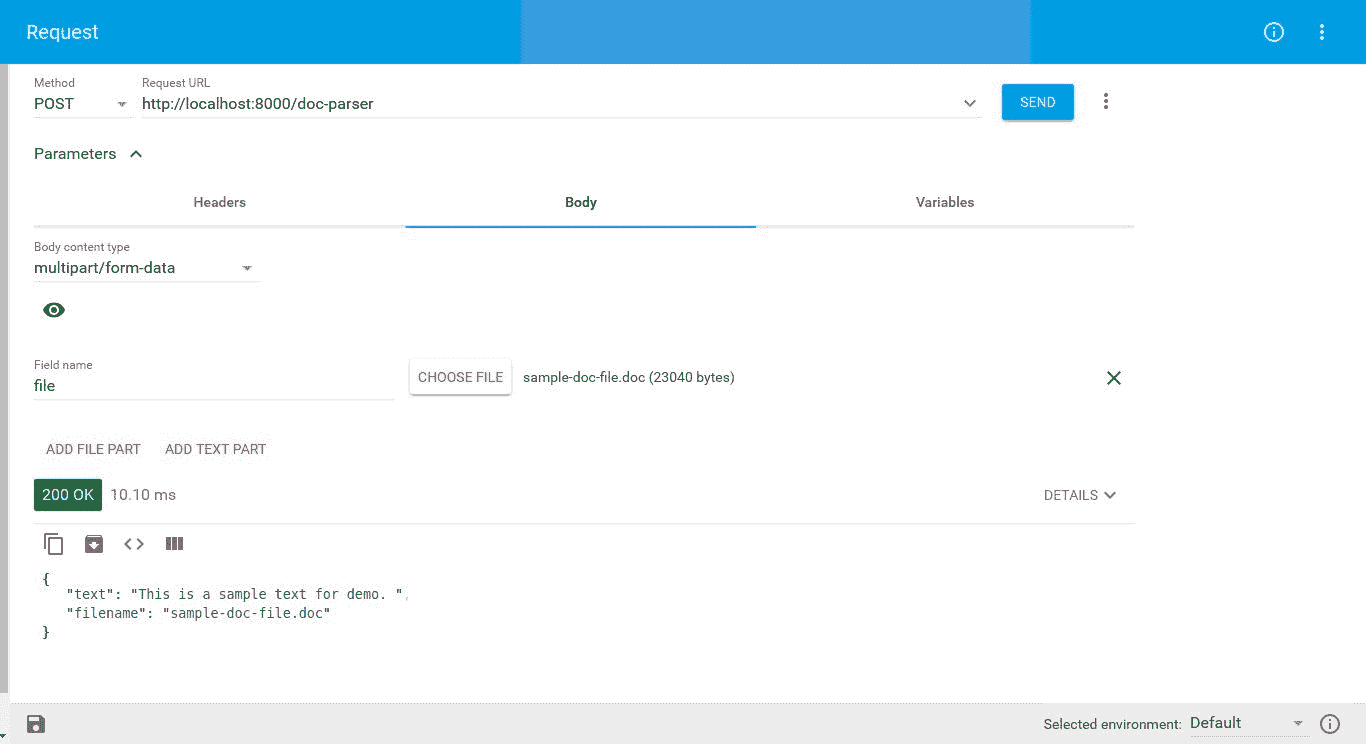 Request
Method
Request URL
POST
http://localhost:8000/doc-parser
SEND
Parameters
Headers
Body
Variables
Body content type
multipart/form-data
Field name
file
CHOOSE FILE
sample-doc-file.doc (23040 bytes)
ADD FILE PART
ADD TEXT PART
200 OK
10.10 ms
DETAILS
{
"text": "This is a sample text for demo. ",
"filename": "sample-doc-file.doc"
}
Selected environment:
Default